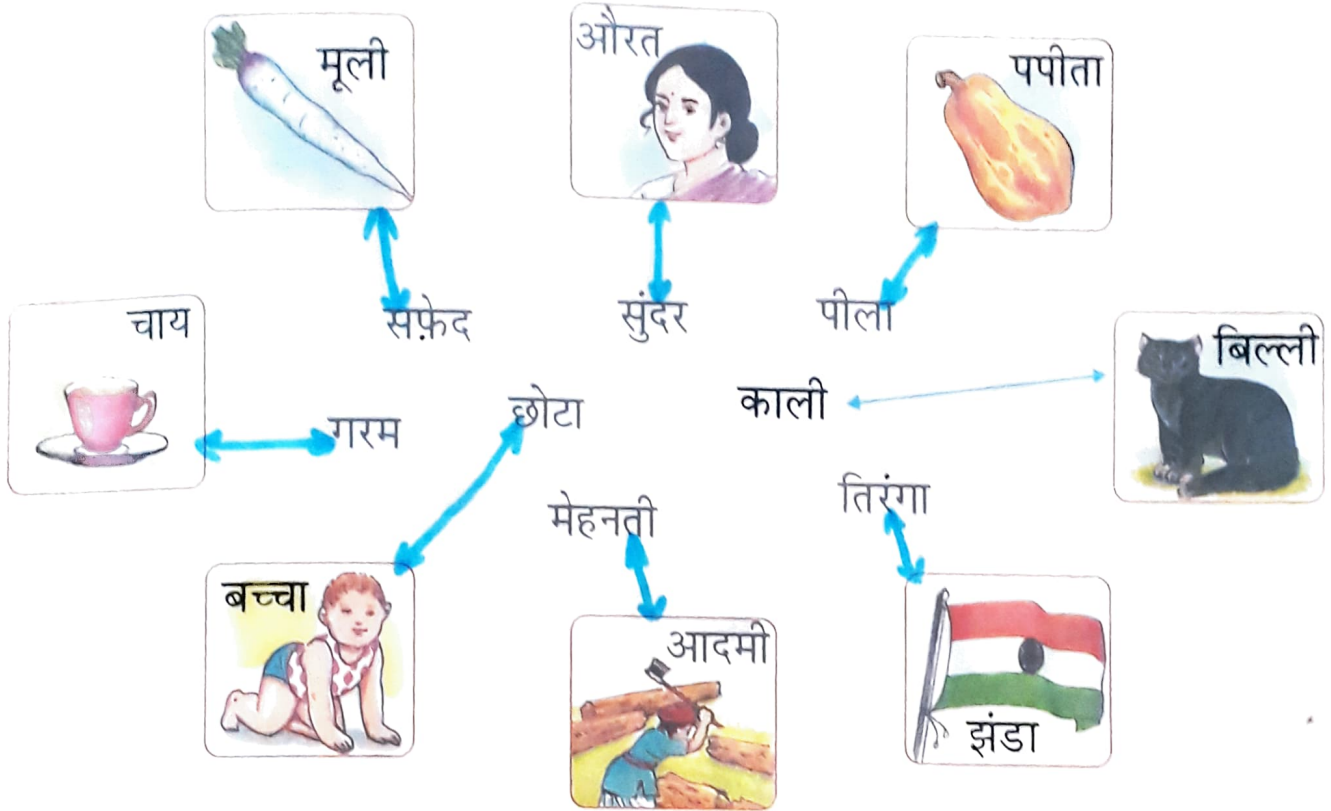 मूली
औरत
पपीता
चाय
सफ़ेद
सुंदर
पीला
बिल्ली
गरम
छोटा
काली
मेहनती
तिरंगा
बच्चा
आदमी
झंडा